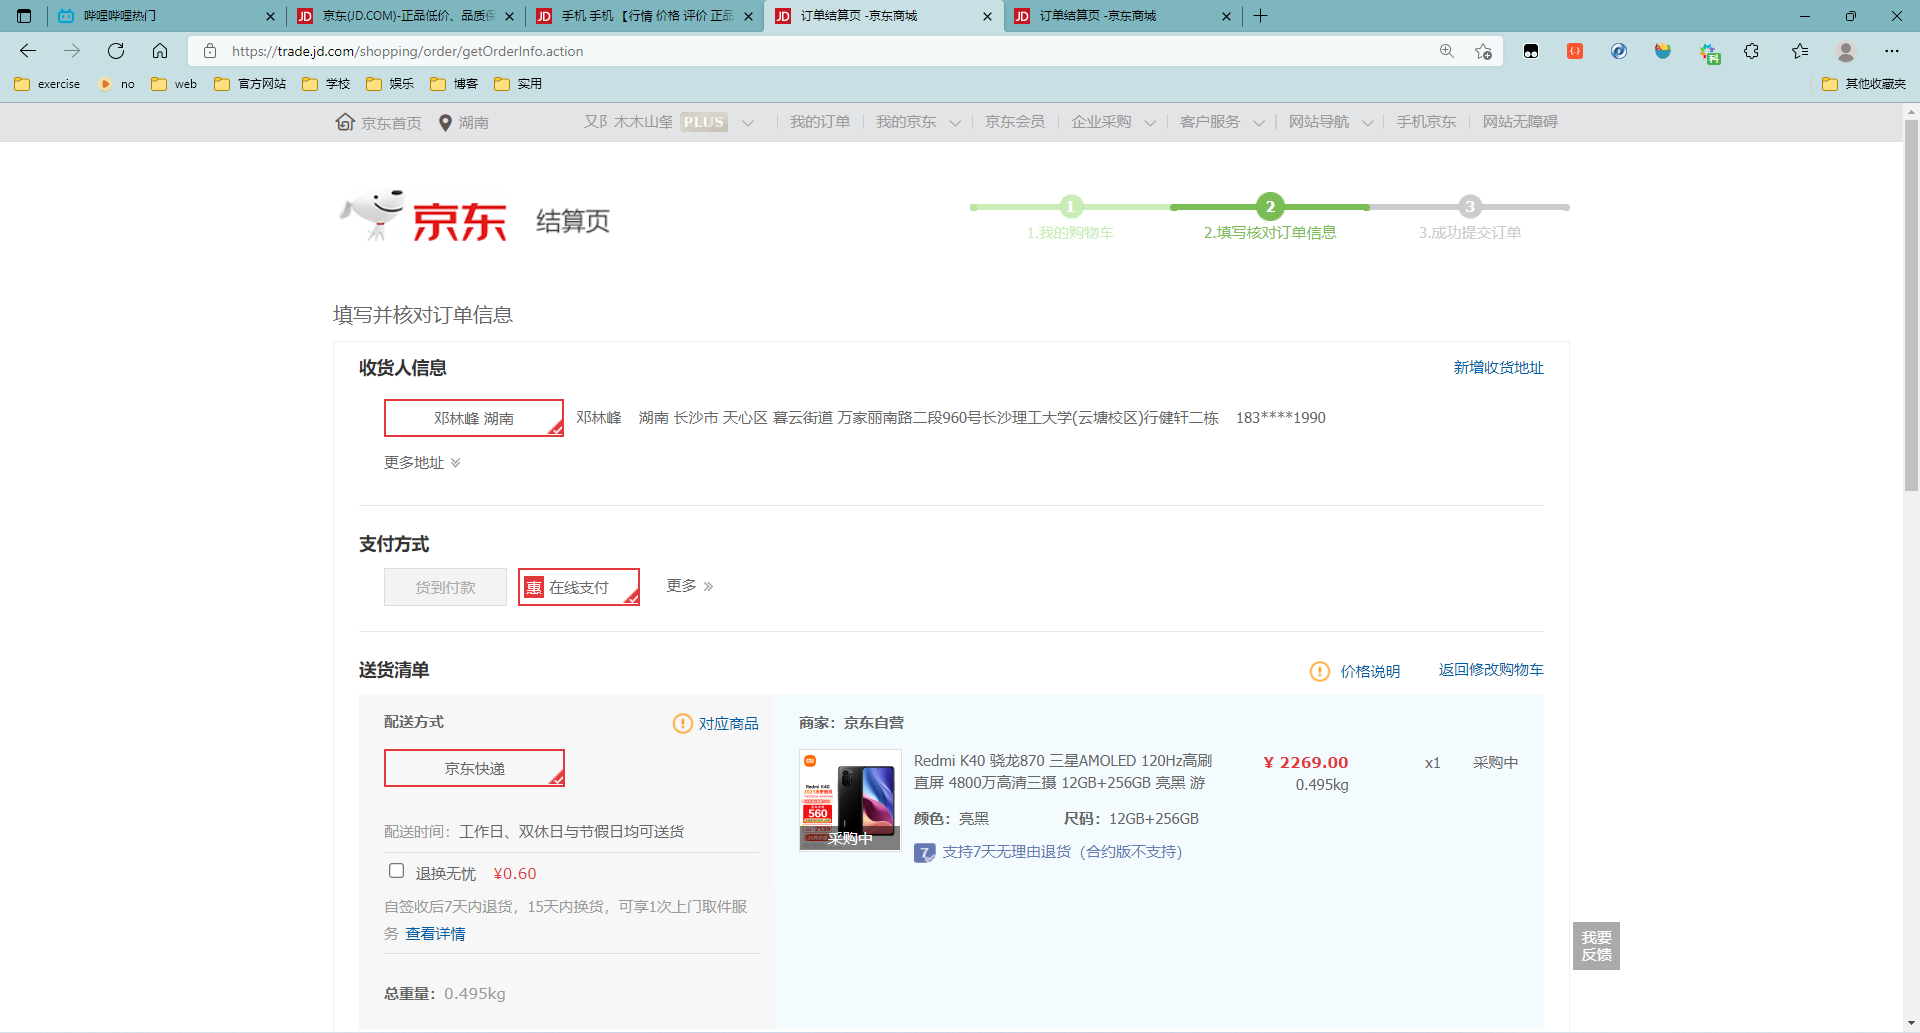 哔哩哔哩热门
京东(JD.COM)-正品低价、品质保
手机 手机 【行情 价格 评价 正品
订单结算页 -京东商城
订单结算页 -京东商城
https://trade.jd.com/shopping/order/getOrderInfo.action
exercise
no
web
官方网站
学校
娱乐
博客
实用
其他收藏夹
京东首页
湖南
又阝木木山夆 PLUS
我的订单
我的京东
京东会员
企业采购
客户服务
网站导航
手机京东
网站无障碍
京东
结算页
1
2
3
1.我的购物车
2.填写核对订单信息
3.成功提交订单
填写并核对订单信息
收货人信息
新增收货地址
邓林峰 湖南
邓林峰 湖南 长沙市 天心区 暮云街道 万家丽南路二段960号长沙理工大学(云塘校区)行健轩二栋 183****1990
更多地址
支付方式
货到付款
惠 在线支付
更多
送货清单
价格说明
返回修改购物车
配送方式
对应商品
京东快递
配送时间：工作日、双休日与节假日均可送货
退换无忧 ¥0.60
自签收后7天内退货，15天内换货，可享1次上门取件服
务 查看详情
总重量：0.495kg
商家：京东自营
Redmi K40
560
采购中
Redmi K40 骁龙870 三星AMOLED 120Hz高刷
直屏 4800万高清三摄 12GB+256GB 亮黑 游
¥ 2269.00
0.495kg
x1
采购中
颜色：亮黑
尺码：12GB+256GB
7 支持7天无理由退货（合约版不支持）
我要
反馈